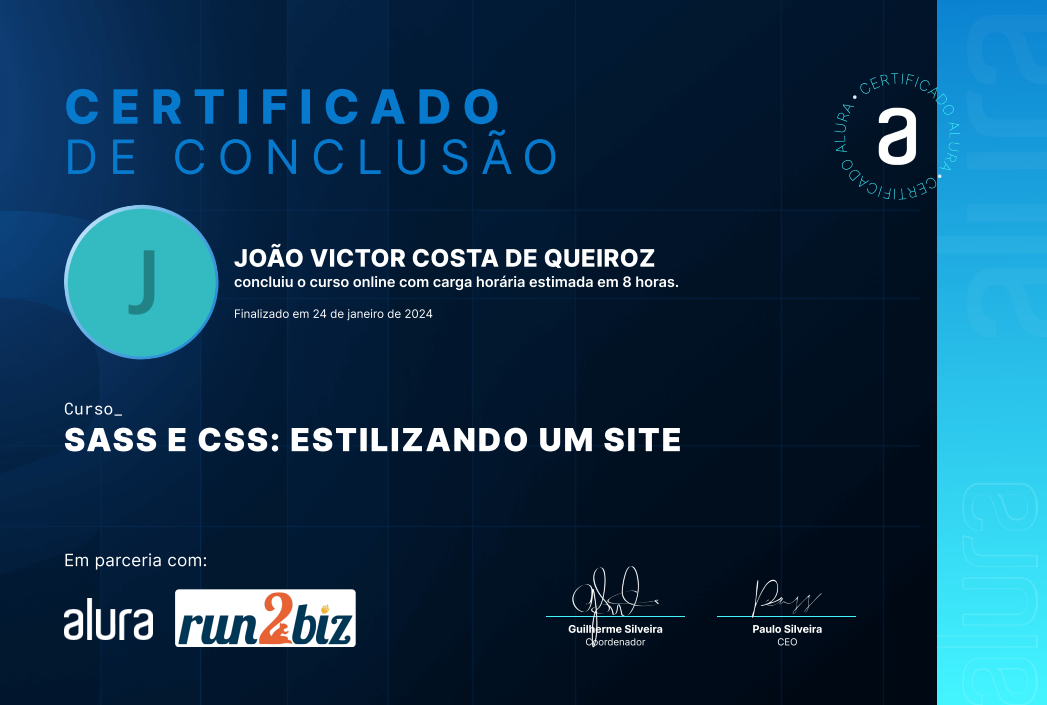 CERTIFICADO
DE CONCLUSÃO
CERTIFICADO ALURA • CERTIFICADO ALURA •
a
J
JOÃO VICTOR COSTA DE QUEIROZ
concluiu o curso online com carga horária estimada em 8 horas.
Finalizado em 24 de janeiro de 2024
Curso_
SASS E CSS: ESTILIZANDO UM SITE
Em parceria com:
alura
run2biz
Guilherme Silveira
Coordenador
Paulo Silveira
CEO
alura
alura